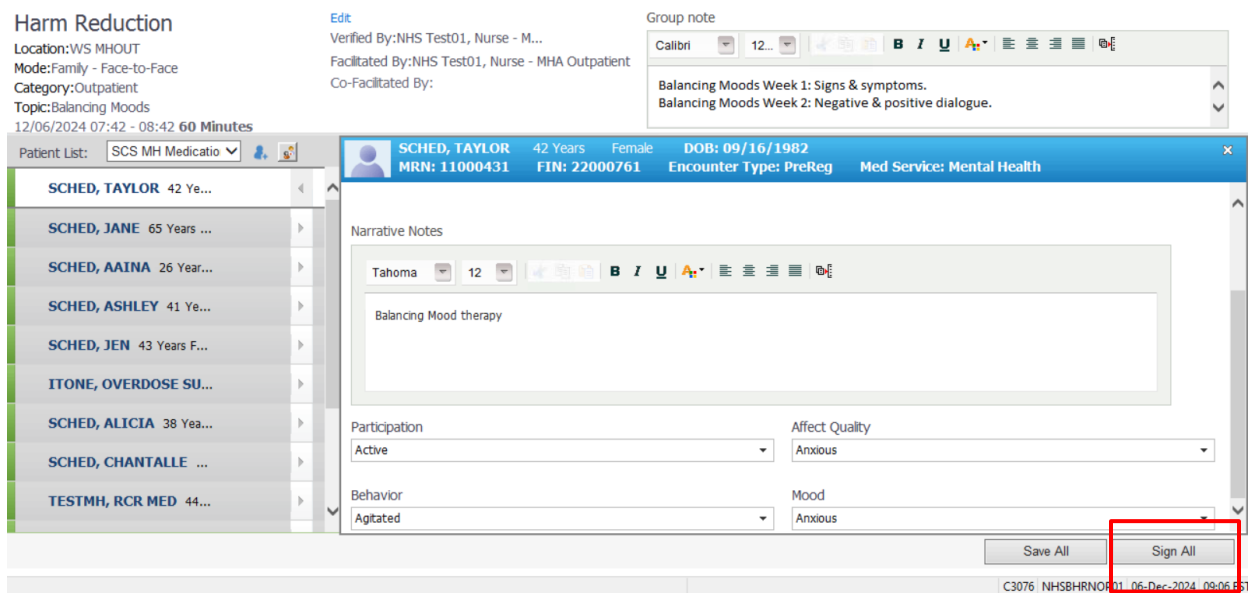 Harm Reduction
Location:WS MHOUT
Mode:Family - Face-to-Face
Category:Outpatient
Topic:Balancing Moods
12/06/2024 07:42 - 08:42 60 Minutes
Edit
Verified By:NHS Test01, Nurse - M...
Facilitated By:NHS Test01, Nurse - MHA Outpatient
Co-Facilitated By:
Group note
Calibri 12... B I U A
Balancing Moods Week 1: Signs & symptoms.
Balancing Moods Week 2: Negative & positive dialogue.
Patient List: SCS MH Medicatio
SCHED, TAYLOR 42 Ye...
SCHED, JANE 65 Years ...
SCHED, AAINA 26 Year...
SCHED, ASHLEY 41 Ye...
SCHED, JEN 43 Years F...
ITONE, OVERDOSE SU...
SCHED, ALICIA 38 Yea...
SCHED, CHANTALLE ...
TESTMH, RCR MED 44...
SCHED, TAYLOR 42 Years Female DOB: 09/16/1982
MRN: 11000431 FIN: 22000761 Encounter Type: PreReg Med Service: Mental Health
Narrative Notes
Tahoma 12 B I U A
Balancing Mood therapy
Participation Affect Quality
Active Anxious
Behavior Mood
Agitated Anxious
Save All Sign All
C3076 06-Dec-2024 09:06 EST